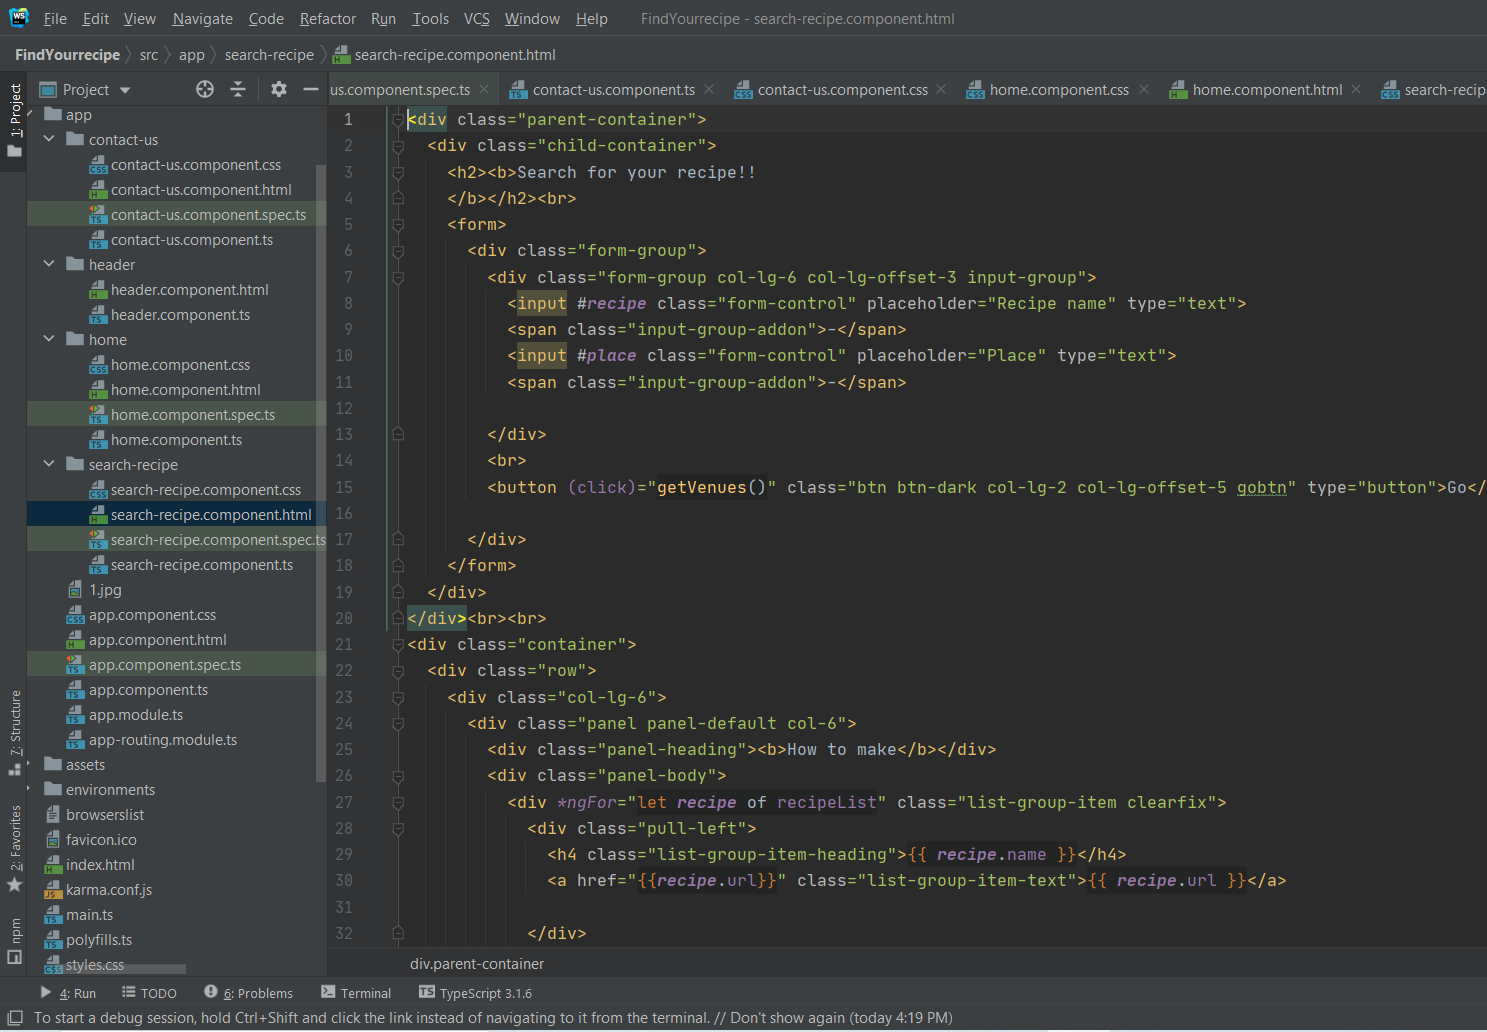 WS File Edit View Navigate Code Refactor Run Tools VCS Window Help FindYourrecipe - search-recipe.component.html
FindYourrecipe src app search-recipe search-recipe.component.html
Project
us.component.spec.ts contact-us.component.ts contact-us.component.css home.component.css home.component.html search-recip
1: Project
app
contact-us
contact-us.component.css
contact-us.component.html
contact-us.component.spec.ts
contact-us.component.ts
header
header.component.html
header.component.ts
home
home.component.css
home.component.html
home.component.spec.ts
home.component.ts
search-recipe
search-recipe.component.css
search-recipe.component.html
search-recipe.component.spec.ts
search-recipe.component.ts
1.jpg
app.component.css
app.component.html
app.component.spec.ts
app.component.ts
app.module.ts
app-routing.module.ts
assets
environments
browserslist
favicon.ico
index.html
karma.conf.js
main.ts
polyfills.ts
styles.css
7: Structure
2: Favorites
npm
1 <div class="parent-container">
2 <div class="child-container">
3 <h2><b>Search for your recipe!!
4 </b></h2><br>
5 <form>
6 <div class="form-group">
7 <div class="form-group col-lg-6 col-lg-offset-3 input-group">
8 <input #recipe class="form-control" placeholder="Recipe name" type="text">
9 <span class="input-group-addon">-</span>
10 <input #place class="form-control" placeholder="Place" type="text">
11 <span class="input-group-addon">-</span>
12
13 </div>
14 <br>
15 <button (click)="getVenues()" class="btn btn-dark col-lg-2 col-lg-offset-5 gobtn" type="button">Go</
16
17 </div>
18 </form>
19 </div>
20 </div><br><br>
21 <div class="container">
22 <div class="row">
23 <div class="col-lg-6">
24 <div class="panel panel-default col-6">
25 <div class="panel-heading"><b>How to make</b></div>
26 <div class="panel-body">
27 <div *ngFor="let recipe of recipeList" class="list-group-item clearfix">
28 <div class="pull-left">
29 <h4 class="list-group-item-heading">{{ recipe.name }}</h4>
30 <a href="{{recipe.url}}" class="list-group-item-text">{{ recipe.url }}</a>
31
32 </div>
div.parent-container
4: Run TODO 6: Problems Terminal TS TypeScript 3.1.6
To start a debug session, hold Ctrl+Shift and click the link instead of navigating to it from the terminal. // Don't show again (today 4:19 PM)